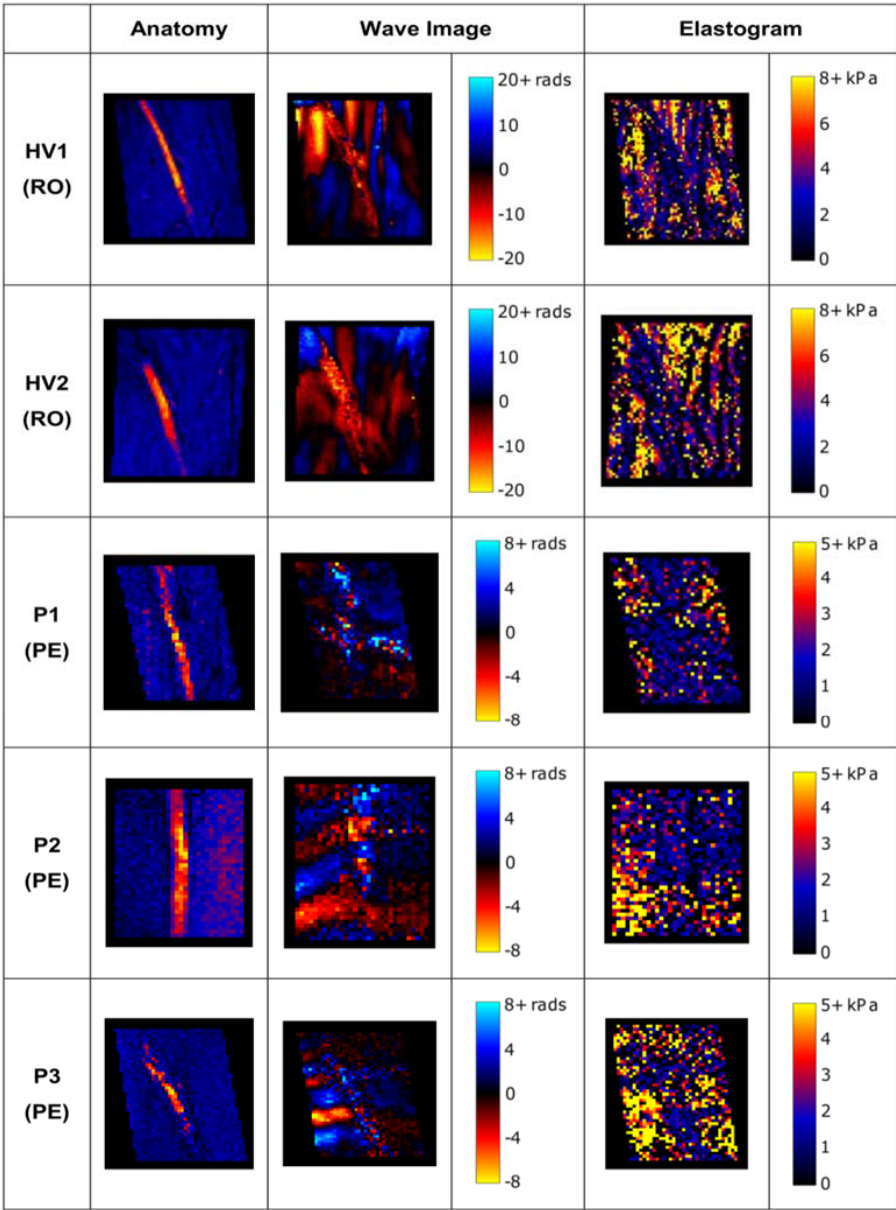 Anatomy Wave Image Elastogram
HV1
(RO)
20+ rads
10
0
-10
-20
8+ kPa
6
4
2
0
HV2
(RO)
20+ rads
10
0
-10
-20
8+ kPa
6
4
2
0
P1
(PE)
8+ rads
4
0
-4
-8
5+ kPa
4
3
2
1
0
P2
(PE)
8+ rads
4
0
-4
-8
5+ kPa
4
3
2
1
0
P3
(PE)
8+ rads
4
0
-4
-8
5+ kPa
4
3
2
1
0